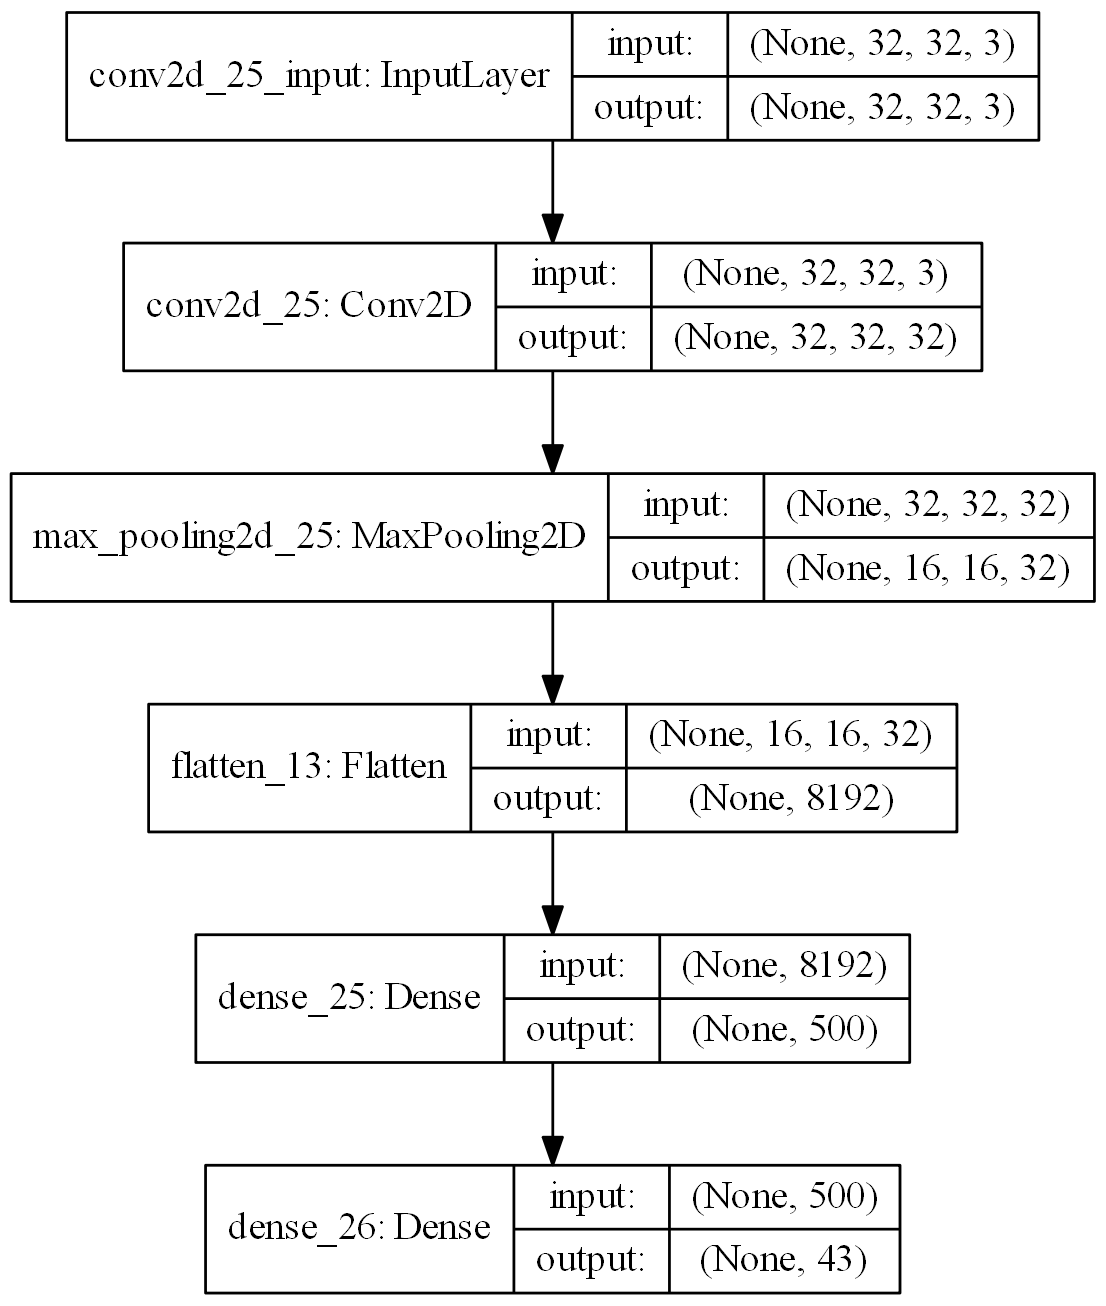 conv2d_25_input: InputLayer
input:
(None, 32, 32, 3)
output:
(None, 32, 32, 3)
conv2d_25: Conv2D
input:
(None, 32, 32, 3)
output:
(None, 32, 32, 32)
max_pooling2d_25: MaxPooling2D
input:
(None, 32, 32, 32)
output:
(None, 16, 16, 32)
flatten_13: Flatten
input:
(None, 16, 16, 32)
output:
(None, 8192)
dense_25: Dense
input:
(None, 8192)
output:
(None, 500)
dense_26: Dense
input:
(None, 500)
output:
(None, 43)